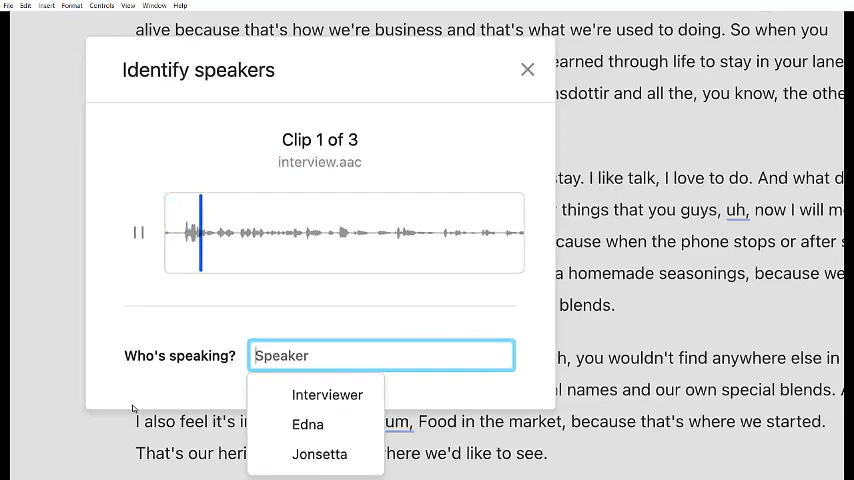 File Edit Insert Format Controls View Window Help
alive because that's how we're business and that's what we're used to doing. So when you
Identify speakers
earned through life to stay in your lane
nsdottir and all the, you know, the othe
Clip 1 of 3
interview.aac
stay. I like talk, I love to do. And what d
things that you guys, uh, now I will m
cause when the phone stops or after s
a homemade seasonings, because we
blends.
Who's speaking? Speaker
h, you wouldn't find anywhere else in
Interviewer
l names and our own special blends. A
I also feel it's i um, Food in the market, because that's where we started.
Edna
That's our heri here we'd like to see.
Jonsetta